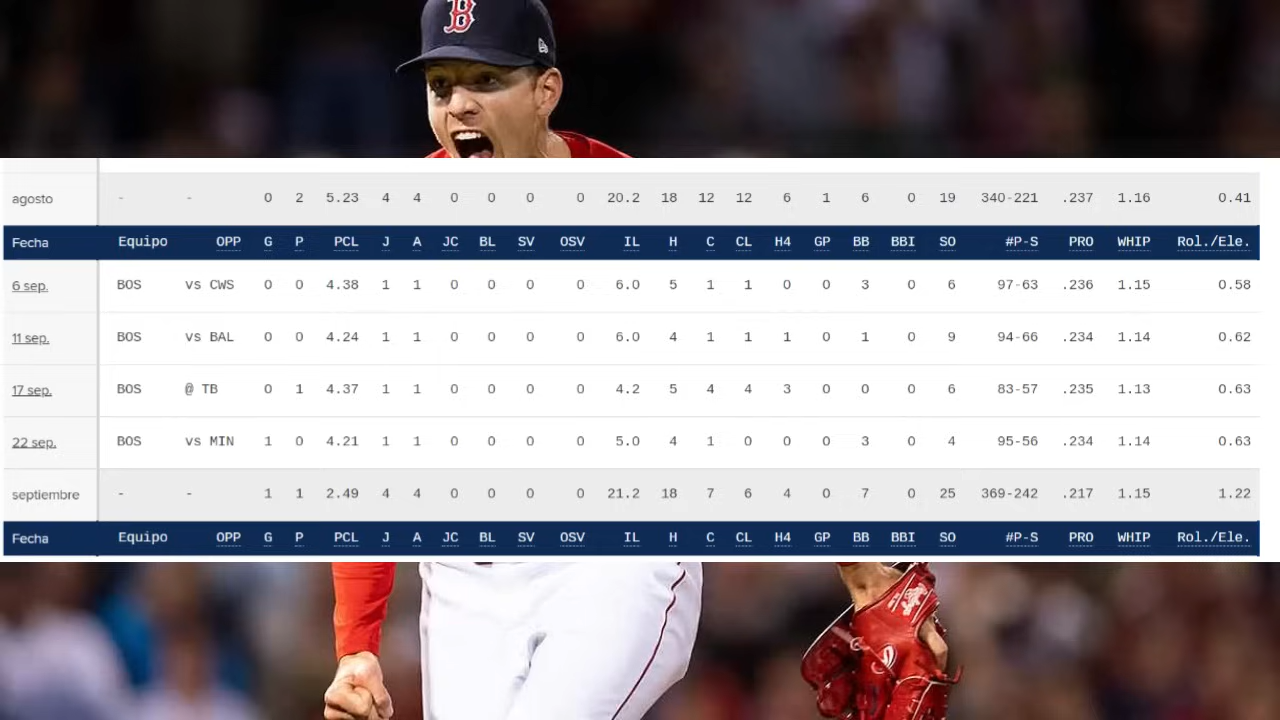 B
agosto - - 0 2 5.23 4 4 0 0 0 0 20.2 18 12 12 6 1 6 0 19 340-221 .237 1.16 0.41
Fecha Equipo OPP G P PCL J A JC BL SV OSV IL H C CL H4 GP BB BBI SO #P-S PRO WHIP Rol./Ele.
6 sep. BOS vs CWS 0 0 4.38 1 1 0 0 0 0 6.0 5 1 1 0 0 3 0 6 97-63 .236 1.15 0.58
11 sep. BOS vs BAL 0 0 4.24 1 1 0 0 0 0 6.0 4 1 1 1 0 1 0 9 94-66 .234 1.14 0.62
17 sep. BOS @ TB 0 1 4.37 1 1 0 0 0 0 4.2 5 4 4 3 0 0 0 6 83-57 .235 1.13 0.63
22 sep. BOS vs MIN 1 0 4.21 1 1 0 0 0 0 5.0 4 1 0 0 0 3 0 4 95-56 .234 1.14 0.63
septiembre - - 1 1 2.49 4 4 0 0 0 0 21.2 18 7 6 4 0 7 0 25 369-242 .217 1.15 1.22
Fecha Equipo OPP G P PCL J A JC BL SV OSV IL H C CL H4 GP BB BBI SO #P-S PRO WHIP Rol./Ele.